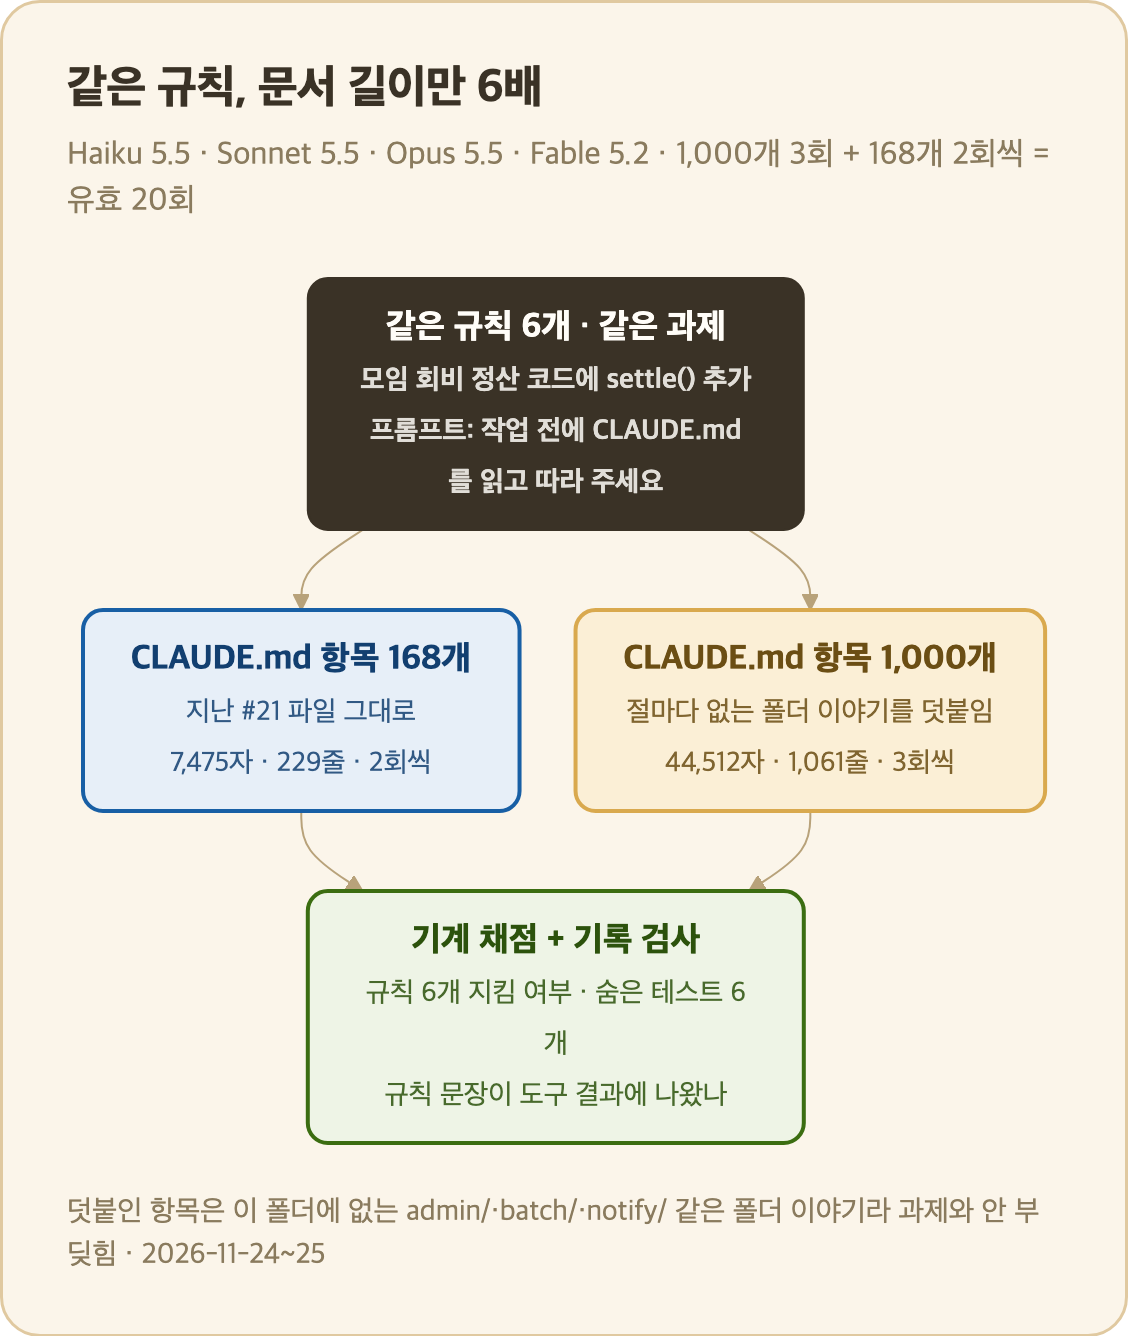 같은 규칙, 문서 길이만 6배
Haiku 5.5 · Sonnet 5.5 · Opus 5.5 · Fable 5.2 · 1,000개 3회 + 168개 2회씩 =
유효 20회
같은 규칙 6개 · 같은 과제
모임 회비 정산 코드에 settle() 추가
프롬프트: 작업 전에 CLAUDE.md
를 읽고 따라 주세요
CLAUDE.md 항목 168개
지난 #21 파일 그대로
7,475자 · 229줄 · 2회씩
CLAUDE.md 항목 1,000개
절마다 없는 폴더 이야기를 덧붙임
44,512자 · 1,061줄 · 3회씩
기계 채점 + 기록 검사
규칙 6개 지킴 여부 · 숨은 테스트 6
개
규칙 문장이 도구 결과에 나왔나
덧붙인 항목은 이 폴더에 없는 admin/·batch/·notify/ 같은 폴더 이야기라 과제와 안 부
딪힘 · 2026-11-24~25